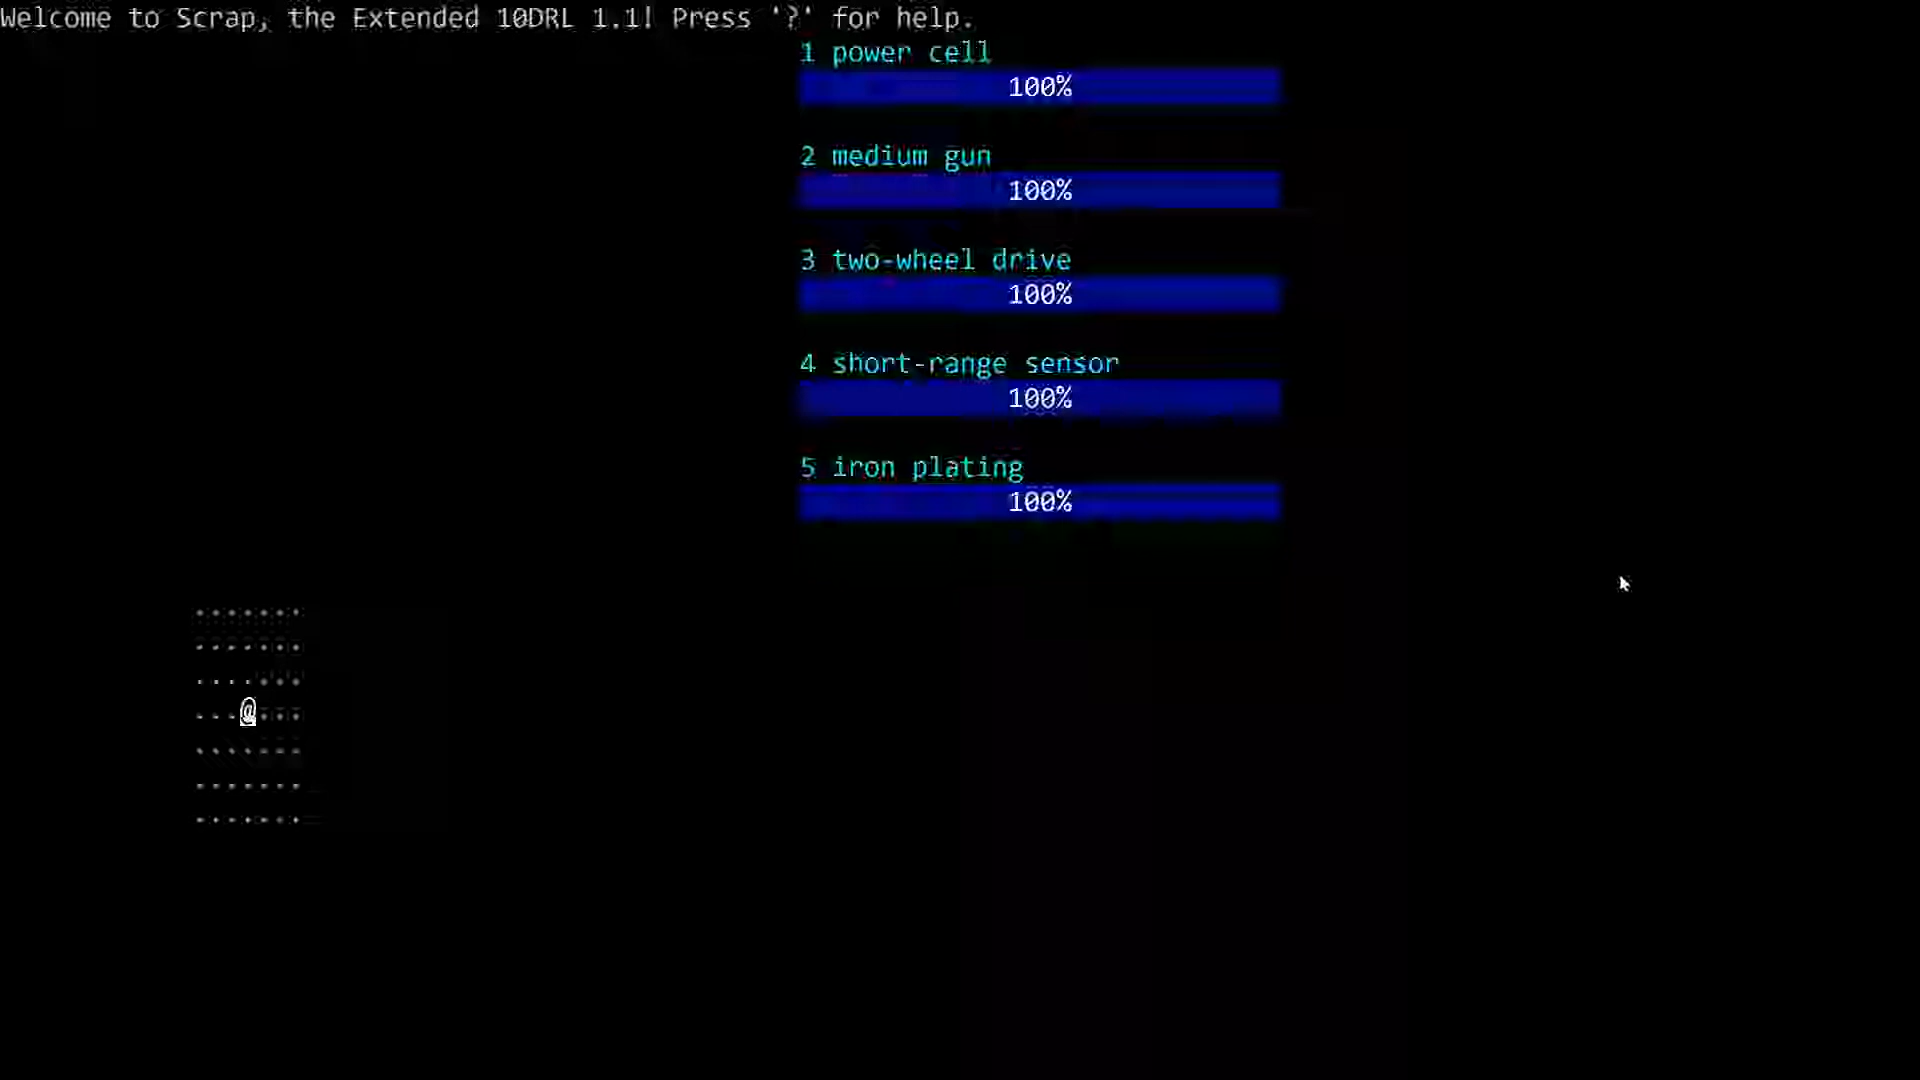 Welcome to Scrap, the Extended 10DRL 1.1! Press '?' for help.
1 power cell
100%
2 medium gun
100%
3 two-wheel drive
100%
4 short-range sensor
100%
5 iron plating
100%
.......
.......
.......
...@...
.......
.......
.......